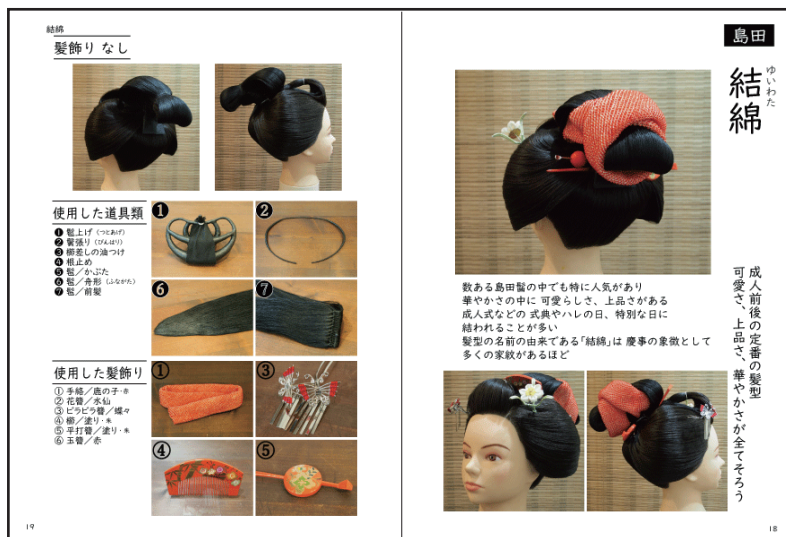 島田
ゆいわた
結綿
成人前後の定番の髪型
可愛さ、上品さ、華やかさが全てそろう
数ある島田髷の中でも特に人気があり
華やかさの中に 可愛らしさ、上品さがある
成人式などの 式典やハレの日、特別な日に
結われることが多い
髪型の名前の由来である「結綿」は 慶事の象徴として
多くの家紋があるほど
18
結綿
髪飾り なし
使用した道具類
❶ 髱上げ (つとあげ)
❷ 鬢張り (びんはり)
❸ 櫛差しの油つけ
❹ 根止め
❺ 髢/かぶた
❻ 髢/舟形 (ふながた)
❼ 髢/前髪
❶
❷
❻
❼
使用した髪飾り
① 手絡/鹿の子・赤
② 花簪/水仙
③ ビラビラ簪/蝶々
④ 櫛/塗り・朱
⑤ 平打簪/塗り・朱
⑥ 玉簪/赤
①
③
④
⑤
19